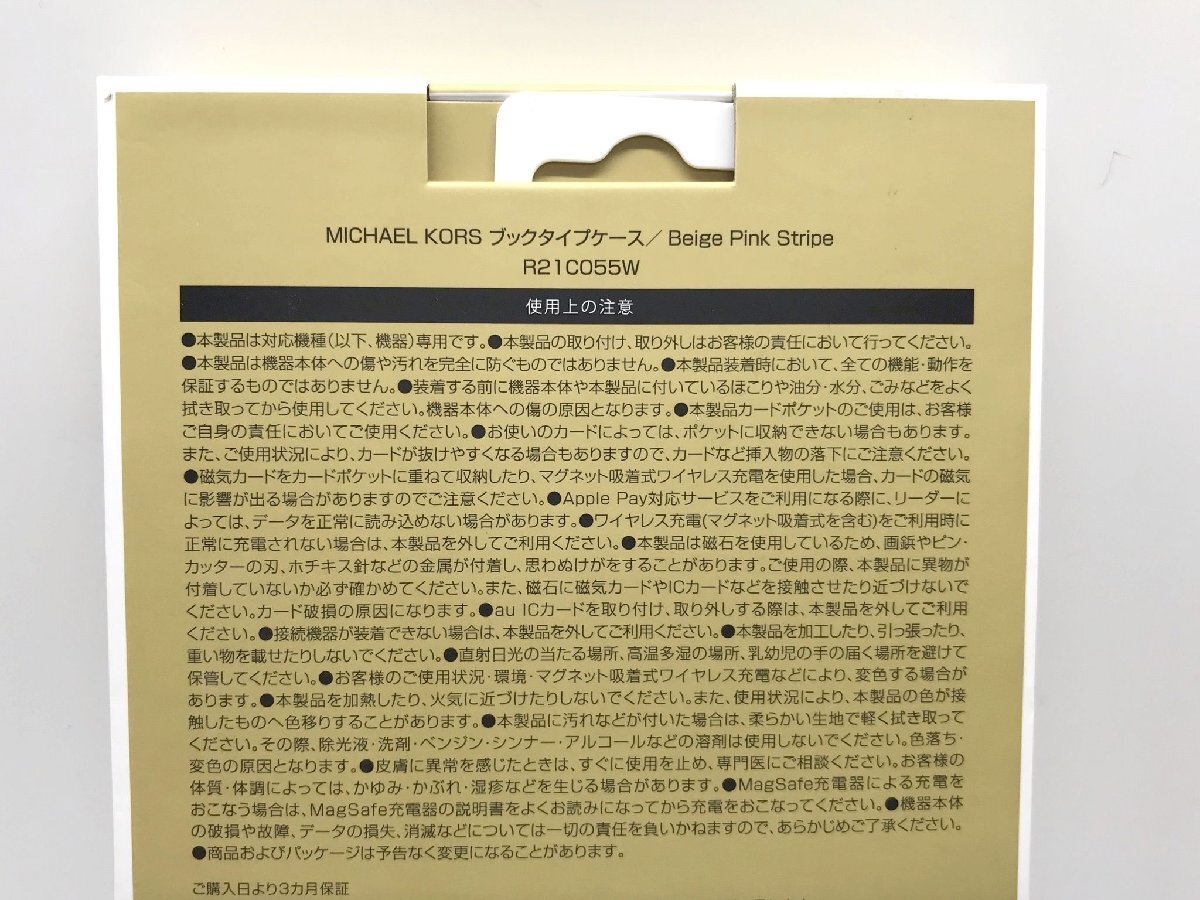 MICHAEL KORS ブックタイプケース/ Beige Pink Stripe
R21C055W
使用上の注意
●本製品は対応機種(以下、機器)専用です。●本製品の取り付け、取り外しはお客様の責任において行ってください。
●本製品は機器本体への傷や汚れを完全に防ぐものではありません。●本製品装着時において、全ての機能・動作を
保証するものではありません。●装着する前に機器本体や本製品に付いているほこりや油分・水分、ごみなどをよく
拭き取ってから使用してください。機器本体への傷の原因となります。●本製品カードポケットのご使用は、お客様
ご自身の責任においてご使用ください。●お使いのカードによっては、ポケットに収納できない場合もあります。
また、ご使用状況により、カードが抜けやすくなる場合もありますので、カードなど挿入物の落下にご注意ください。
●磁気カードをカードポケットに重ねて収納したり、マグネット吸着式ワイヤレス充電を使用した場合、カードの磁気
に影響が出る場合がありますのでご注意ください。●Apple Pay対応サービスをご利用になる際に、リーダーに
よっては、データを正常に読み込めない場合があります。●ワイヤレス充電(マグネット吸着式を含む)をご利用時に
正常に充電されない場合は、本製品を外してご利用ください。●本製品は磁石を使用しているため、画鋲やピン・
カッターの刃、ホチキス針などの金属が付着し、思わぬけがをすることがあります。ご使用の際、本製品に異物が
付着していないか必ず確かめてください。また、磁石に磁気カードやICカードなどを接触させたり近づけないで
ください。カード破損の原因になります。●au ICカードを取り付け、取り外しする際は、本製品を外してご利用
ください。●接続機器が装着できない場合は、本製品を外してご利用ください。●本製品を加工したり、引っ張ったり、
重い物を載せたりしないでください。●直射日光の当たる場所、高温多湿の場所、乳幼児の手の届く場所を避けて
保管してください。●お客様のご使用状況・環境・マグネット吸着式ワイヤレス充電などにより、変色する場合が
あります。●本製品を加熱したり、火気に近づけたりしないでください。また、使用状況により、本製品の色が接
触したものへ色移りすることがあります。●本製品に汚れなどが付いた場合は、柔らかい生地で軽く拭き取って
ください。その際、除光液・洗剤・ベンジン・シンナー・アルコールなどの溶剤は使用しないでください。色落ち・
変色の原因となります。●皮膚に異常を感じたときは、すぐに使用を止め、専門医にご相談ください。お客様の
体質・体調によっては、かゆみ・かぶれ・湿疹などを生じる場合があります。●MagSafe充電器による充電を
おこなう場合は、MagSafe充電器の説明書をよくお読みになってから充電をおこなってください。●機器本体
の破損や故障、データの損失、消滅などについては一切の責任を負いかねますので、あらかじめご了承ください。
●商品およびパッケージは予告なく変更になることがあります。
ご購入日より3カ月保証